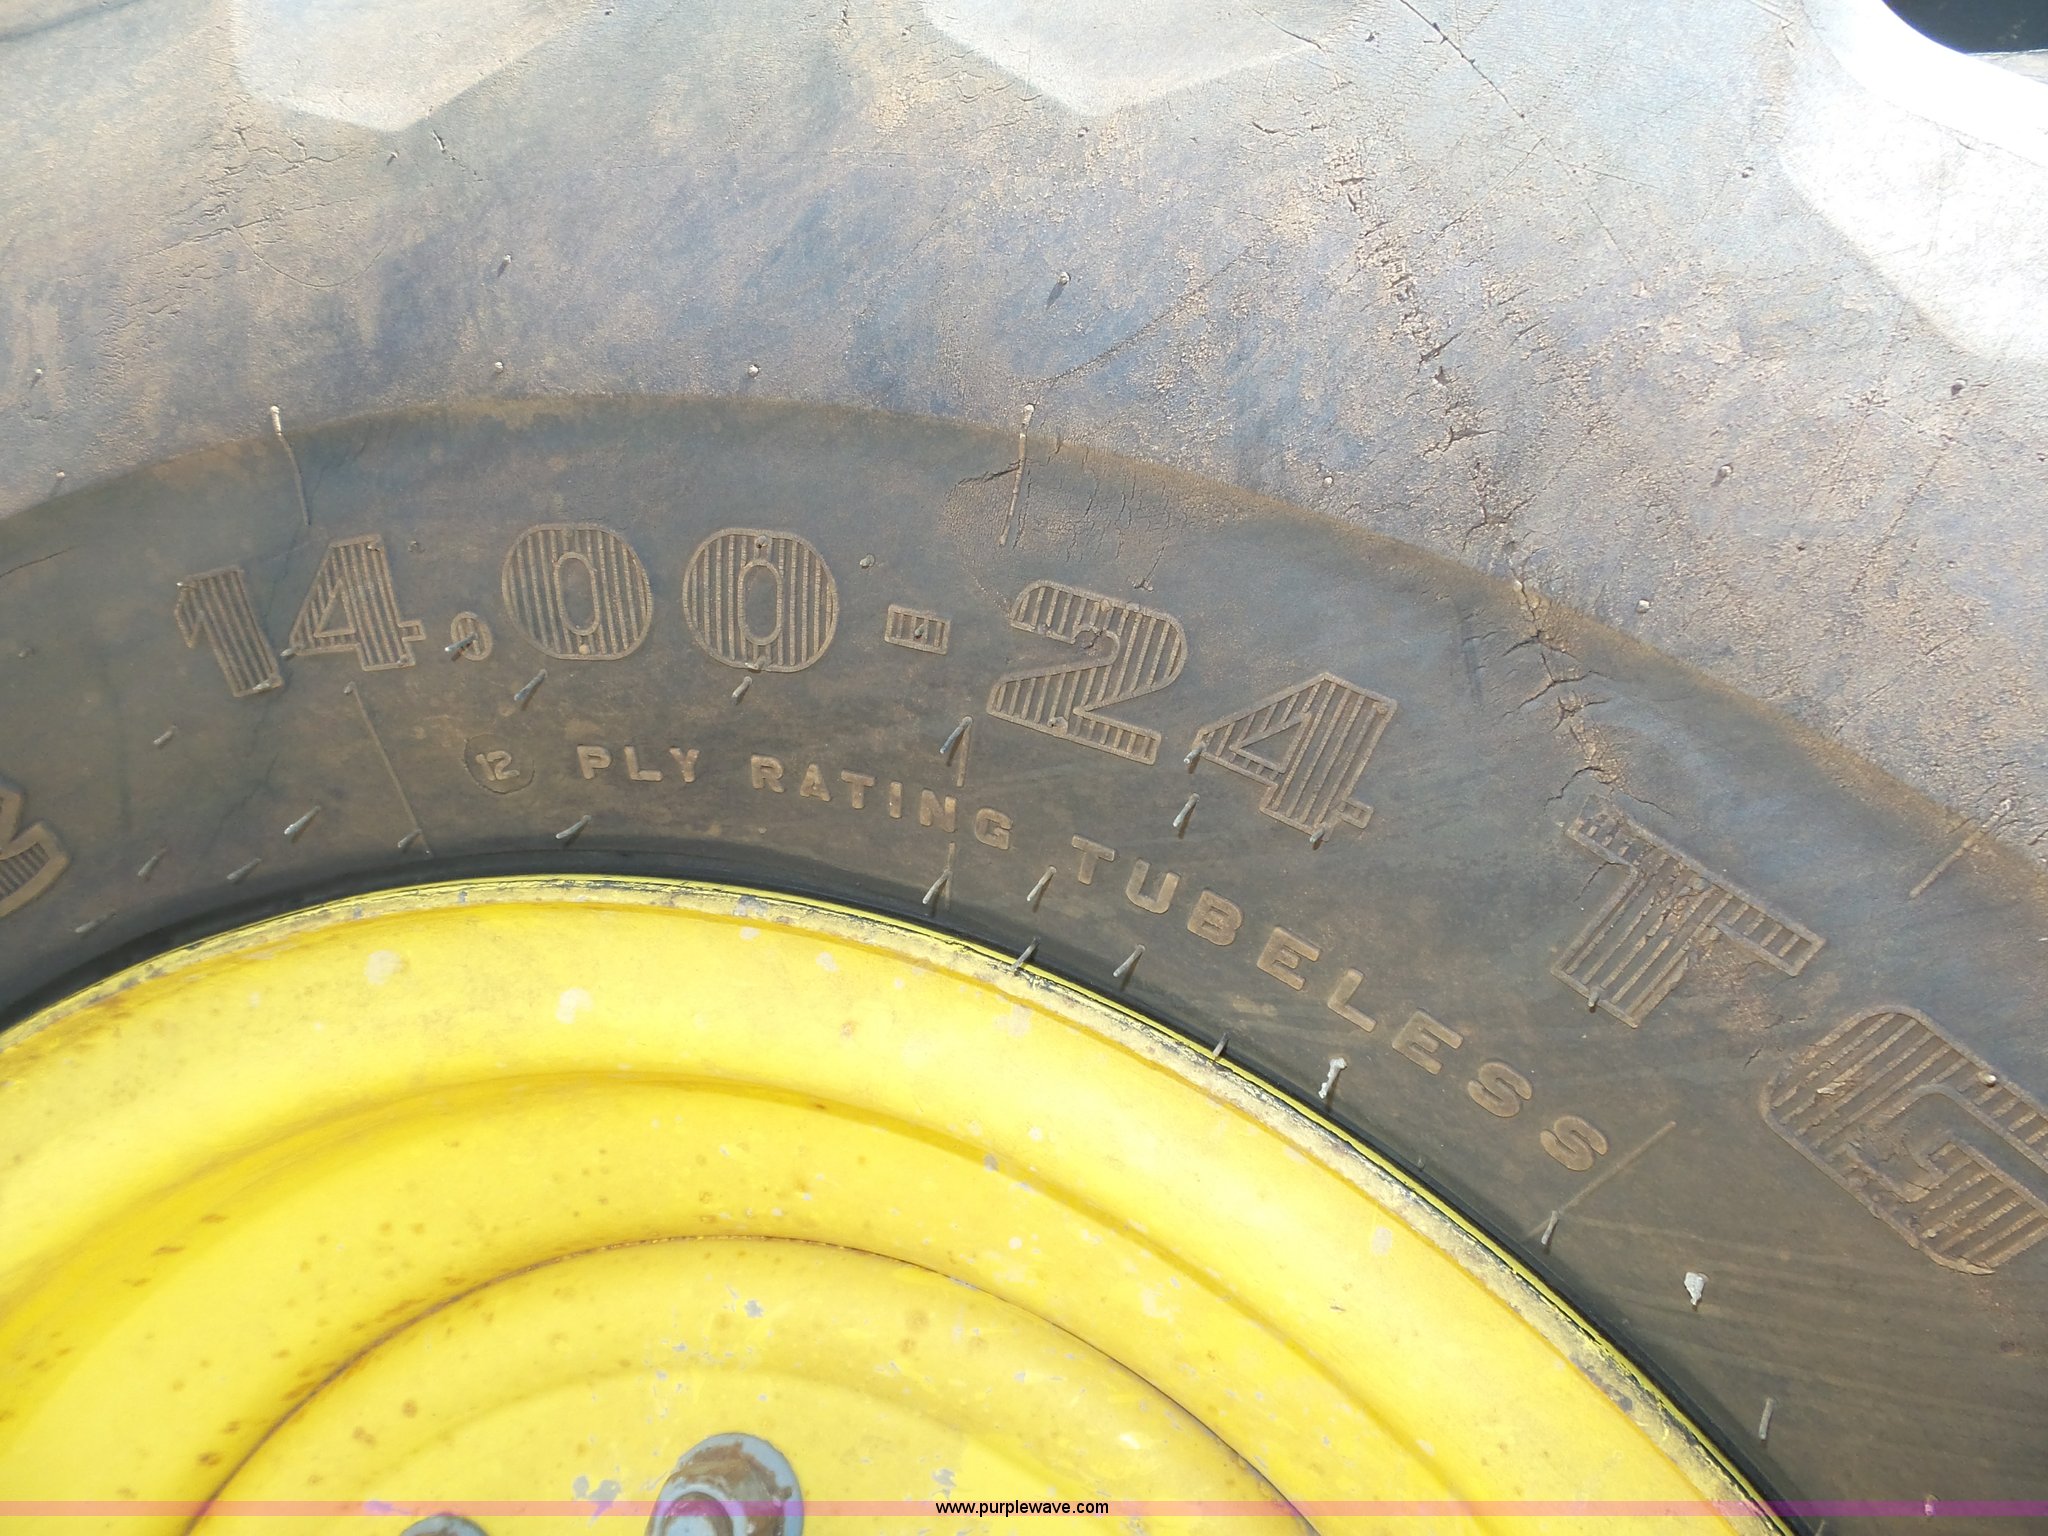 14.00-24 TG
12 PLY RATING TUBELESS
www.purplewave.com